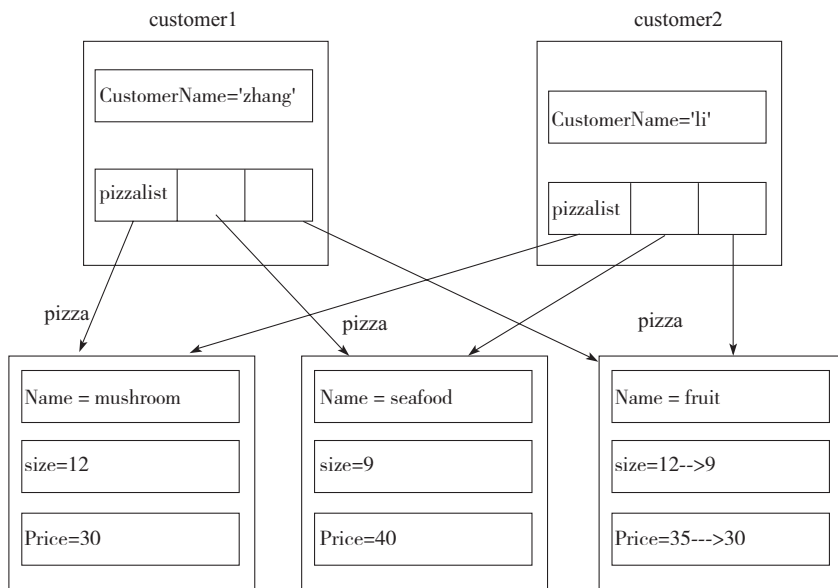 customer1
customer2
CustomerName='zhang'
CustomerName='li'
pizzalist
pizzalist
pizza
pizza
pizza
Name = mushroom
Name = seafood
Name = fruit
size=12
size=9
size=12-->9
Price=30
Price=40
Price=35--->30